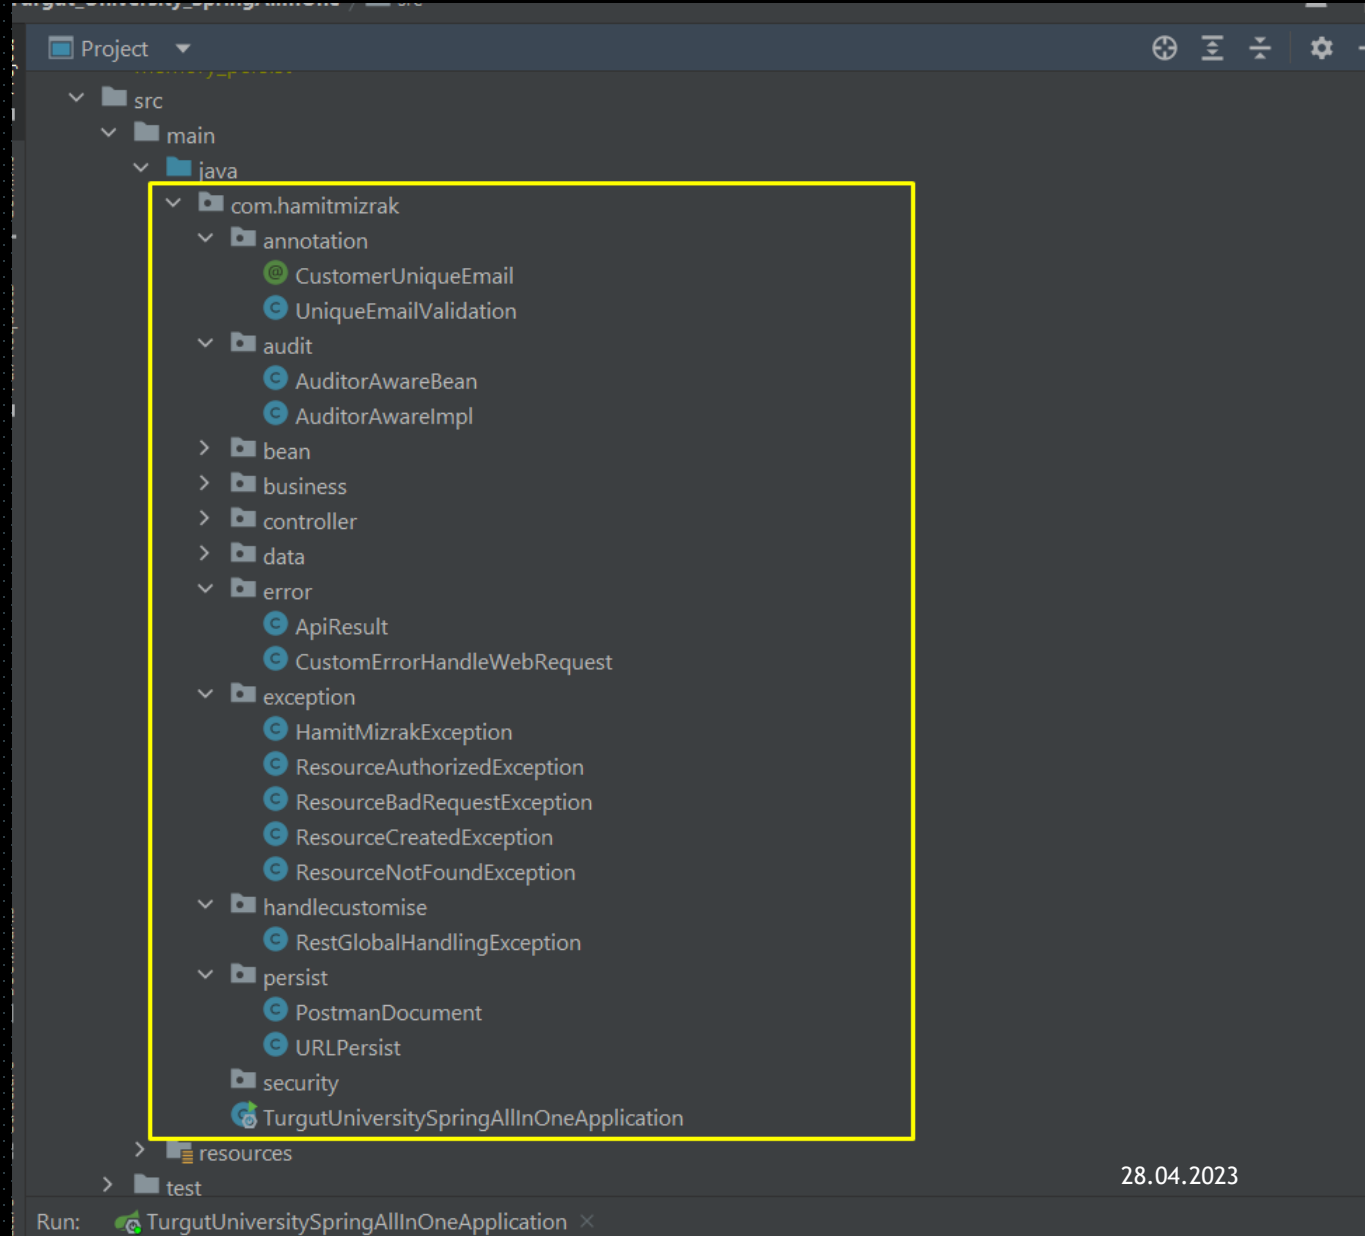 Project
src
main
java
com.hamitmizrak
annotation
CustomerUniqueEmail
UniqueEmailValidation
audit
AuditorAwareBean
AuditorAwareImpl
bean
business
controller
data
error
ApiResult
CustomErrorHandleWebRequest
exception
HamitMizrakException
ResourceAuthorizedException
ResourceBadRequestException
ResourceCreatedException
ResourceNotFoundException
handlecustomise
RestGlobalHandlingException
persist
PostmanDocument
URLPersist
security
TurgutUniversitySpringAllInOneApplication
resources
28.04.2023
test
Run: TurgutUniversitySpringAllInOneApplication